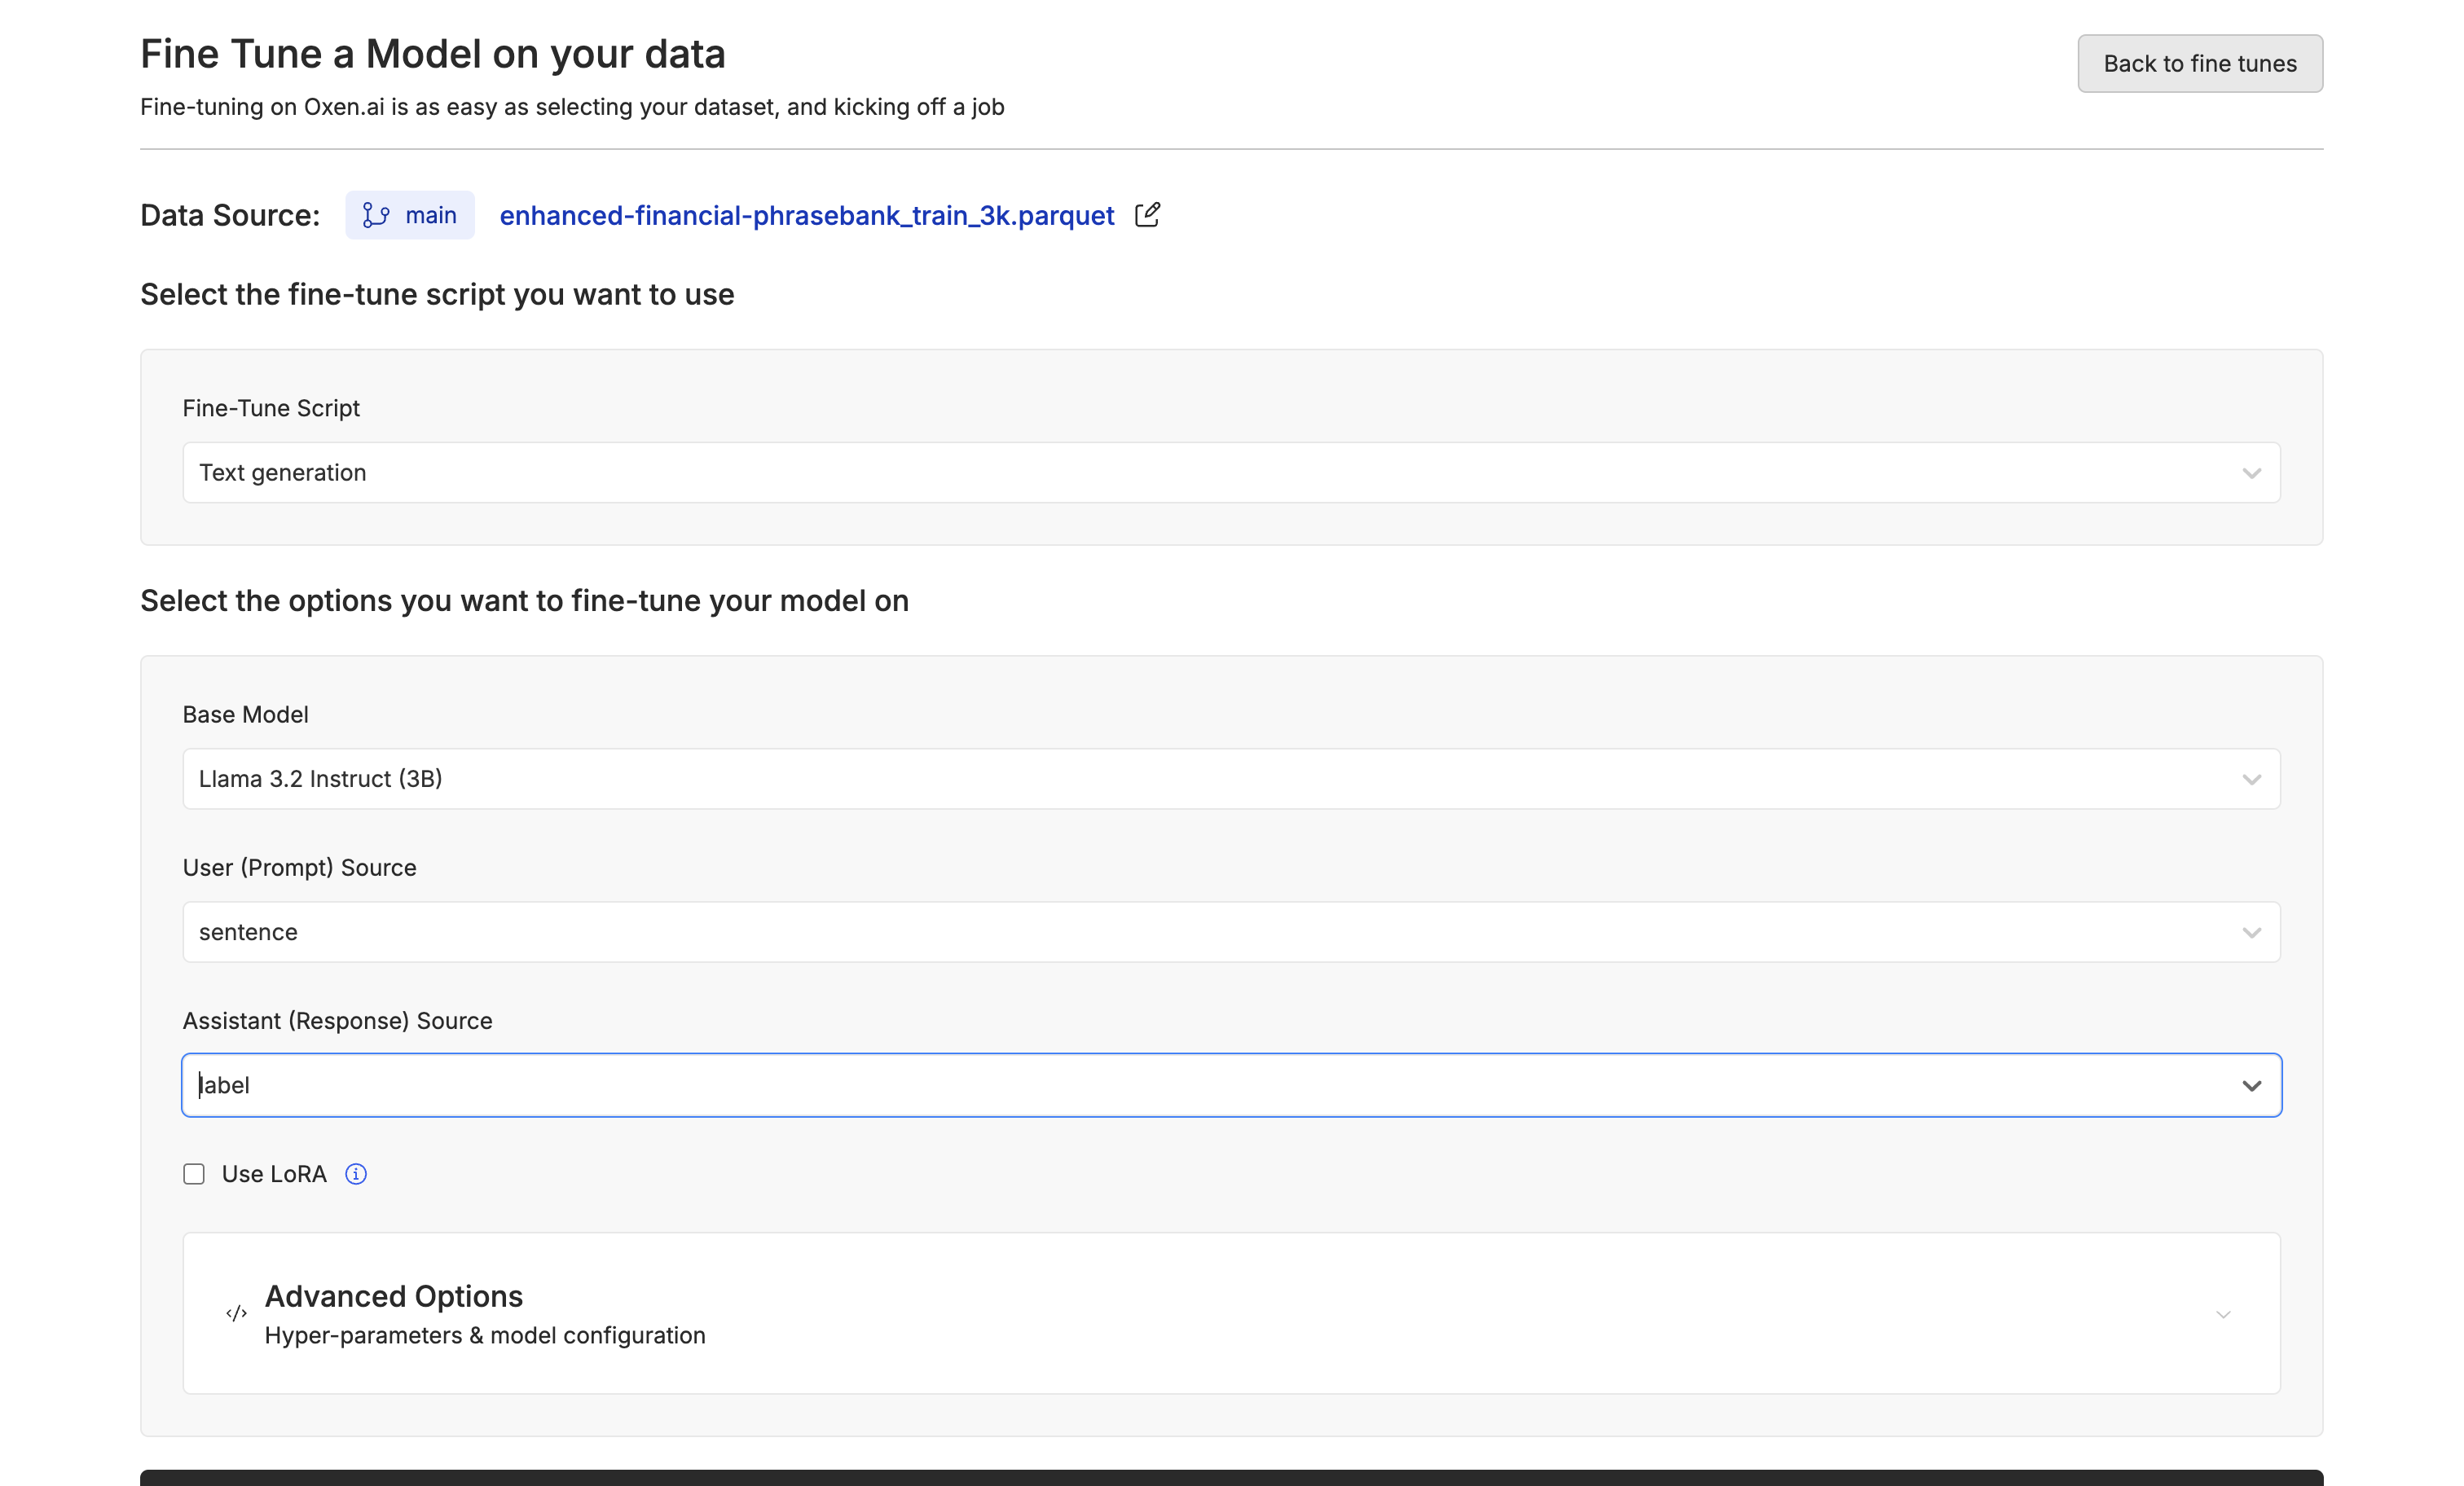 Fine Tune a Model on your data
Back to fine tunes
Fine-tuning on Oxen.ai is as easy as selecting your dataset, and kicking off a job
Data Source: main enhanced-financial-phrasebank_train_3k.parquet
Select the fine-tune script you want to use
Fine-Tune Script
Text generation
Select the options you want to fine-tune your model on
Base Model
Llama 3.2 Instruct (3B)
User (Prompt) Source
sentence
Assistant (Response) Source
label
Use LoRA
</> Advanced Options
Hyper-parameters & model configuration